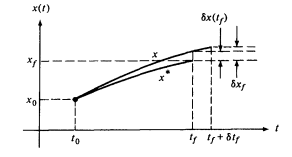 x(t)
δx(t_f)
x
x_f
x*
δx_f
x_0
t_0
t_f
t_f + δt_f
t